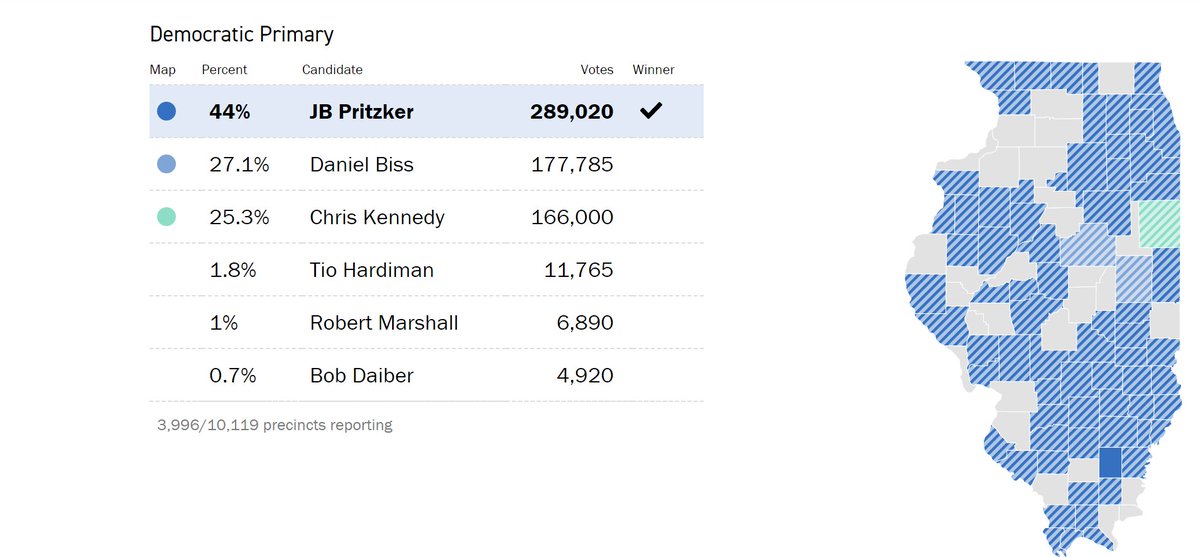 Democratic Primary
Map Percent Candidate Votes Winner
44% JB Pritzker 289,020
27.1% Daniel Biss 177,785
25.3% Chris Kennedy 166,000
1.8% Tio Hardiman 11,765
1% Robert Marshall 6,890
0.7% Bob Daiber 4,920
3,996/10,119 precincts reporting